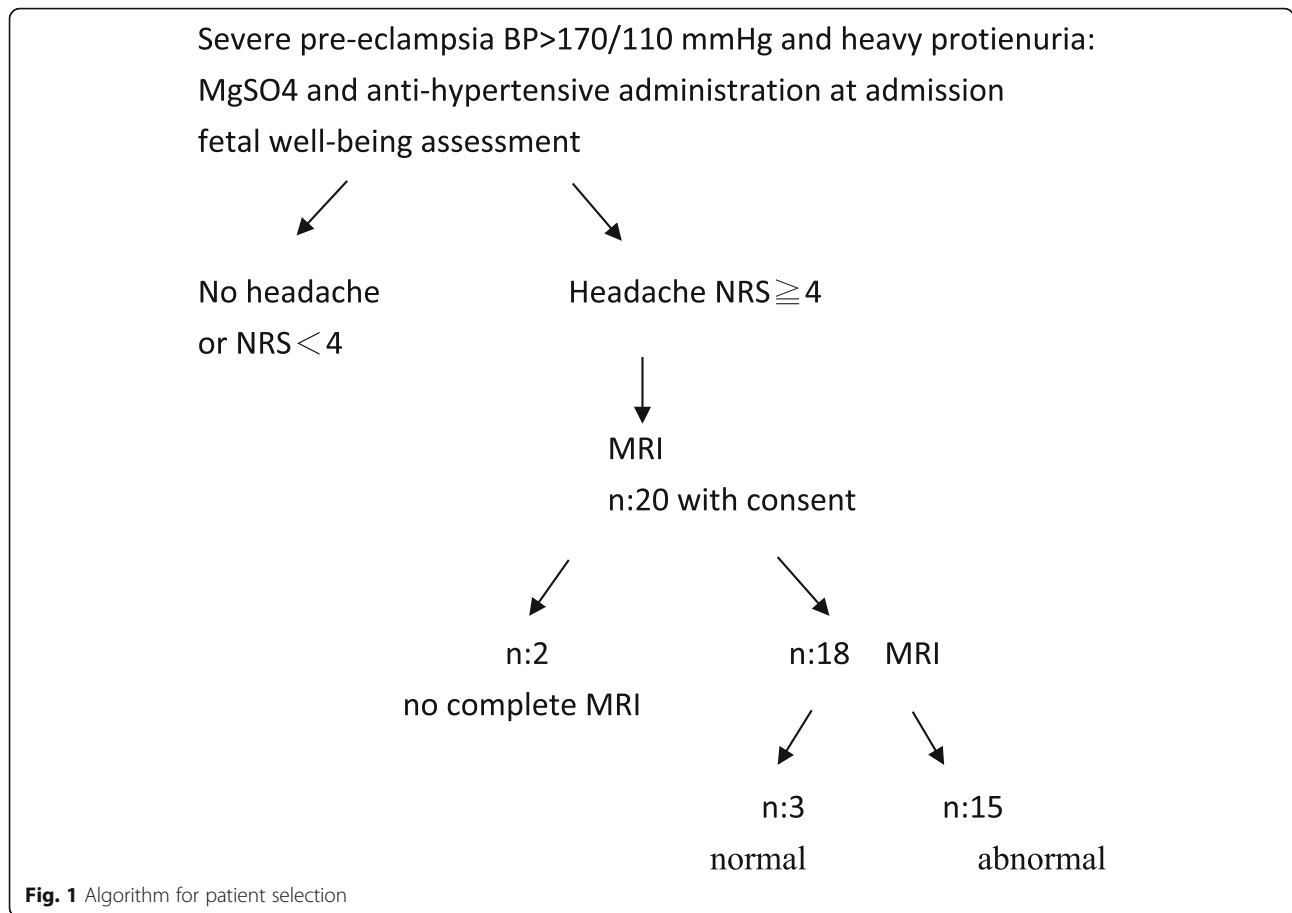 Severe pre-eclampsia BP>170/110 mmHg and heavy protienuria:
MgSO4 and anti-hypertensive administration at admission
fetal well-being assessment
No headache
or NRS<4
Headache NRS≧4
MRI
n:20 with consent
n:2
no complete MRI
n:18 MRI
n:3
normal
n:15
abnormal
Fig. 1 Algorithm for patient selection